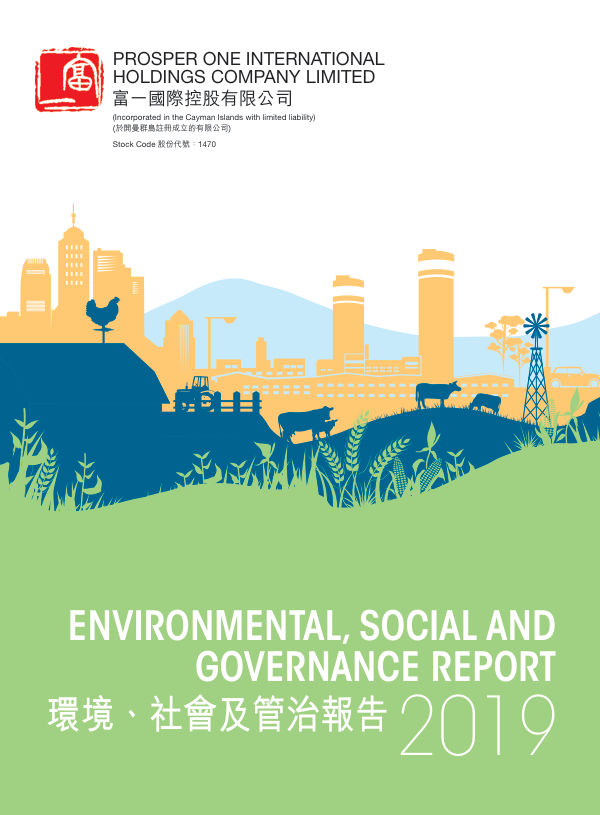 富一
PROSPER ONE INTERNATIONAL
HOLDINGS COMPANY LIMITED
富一國際控股有限公司
(Incorporated in the Cayman Islands with limited liability)
(於開曼群島註冊成立的有限公司)
Stock Code 股份代號：1470
ENVIRONMENTAL, SOCIAL AND
GOVERNANCE REPORT
環境、社會及管治報告 2019